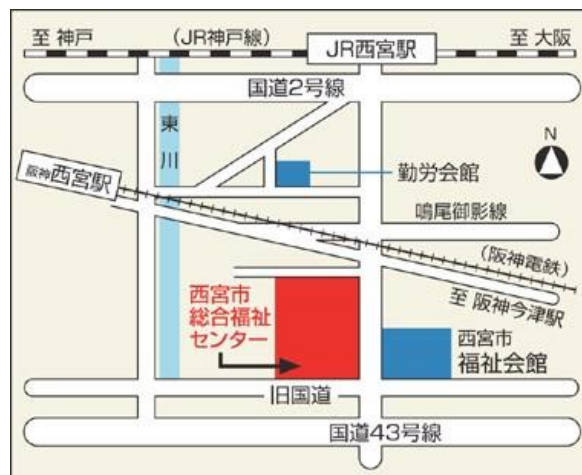 至 神戸
(JR神戸線)
JR西宮駅
至 大阪
国道2号線
東川
N
阪神西宮駅
勤労会館
鳴尾御影線
(阪神電鉄)
至 阪神今津駅
西宮市
総合福祉
センター
西宮市
福祉会館
旧国道
国道43号線